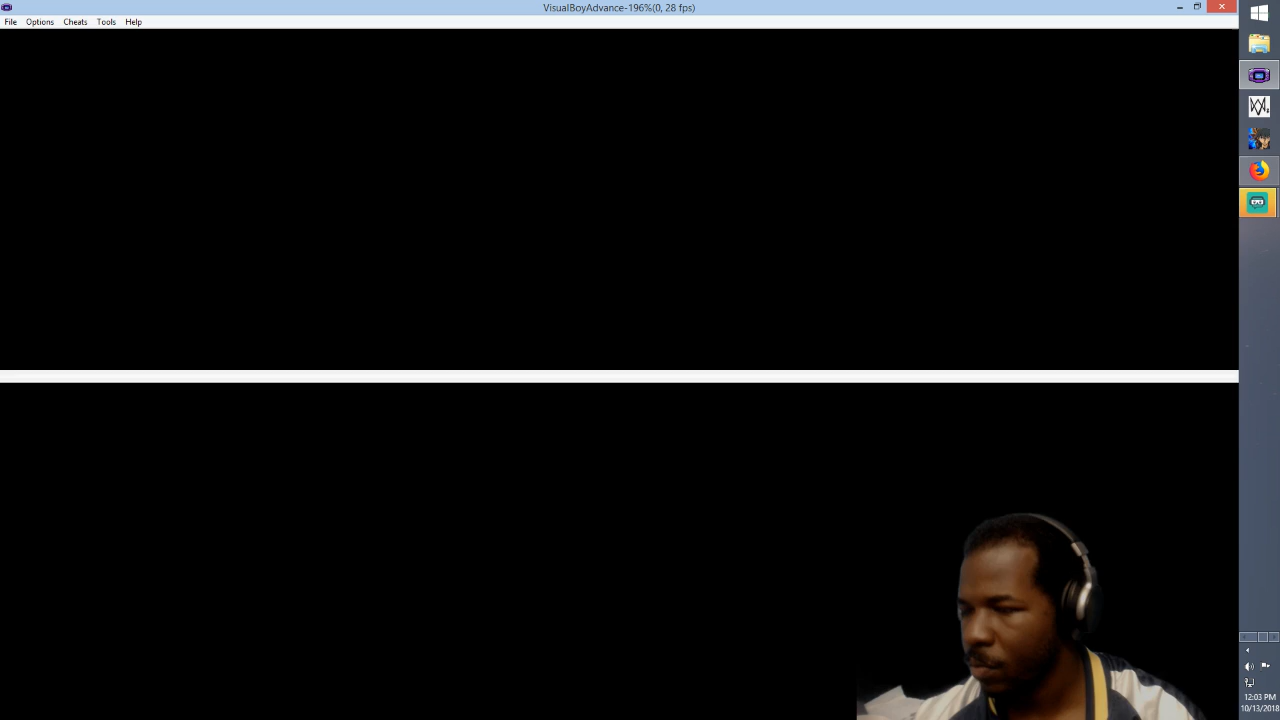 VisualBoyAdvance-196%(0, 28 fps)
File Options Cheats Tools Help
12:03 PM
10/13/2018